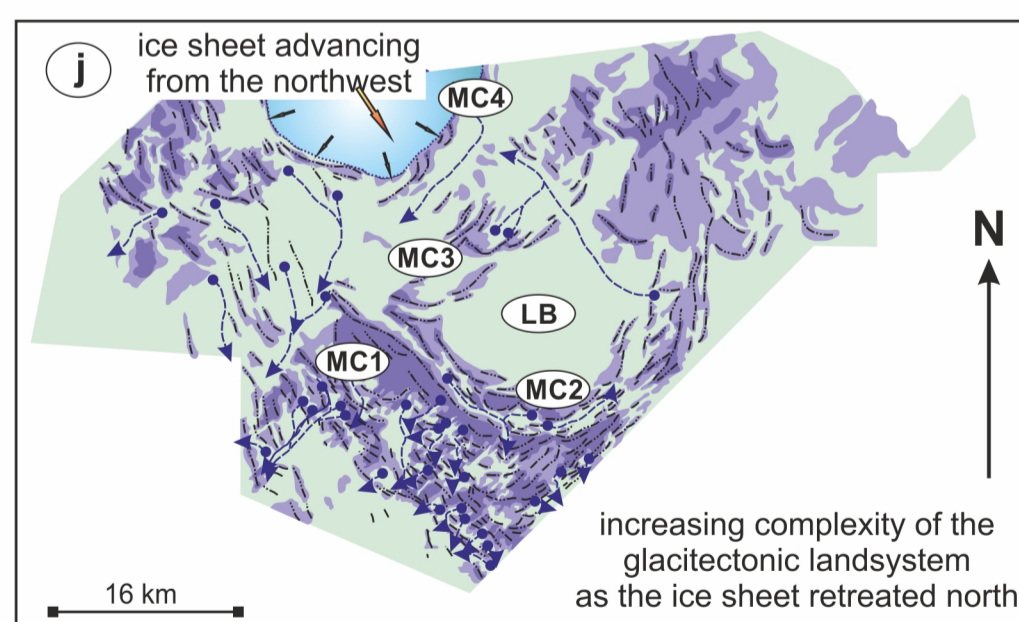 j
ice sheet advancing
from the northwest
MC4
N
MC3
LB
MC1
MC2
increasing complexity of the
glacitectonic landsystem
as the ice sheet retreated north
16 km